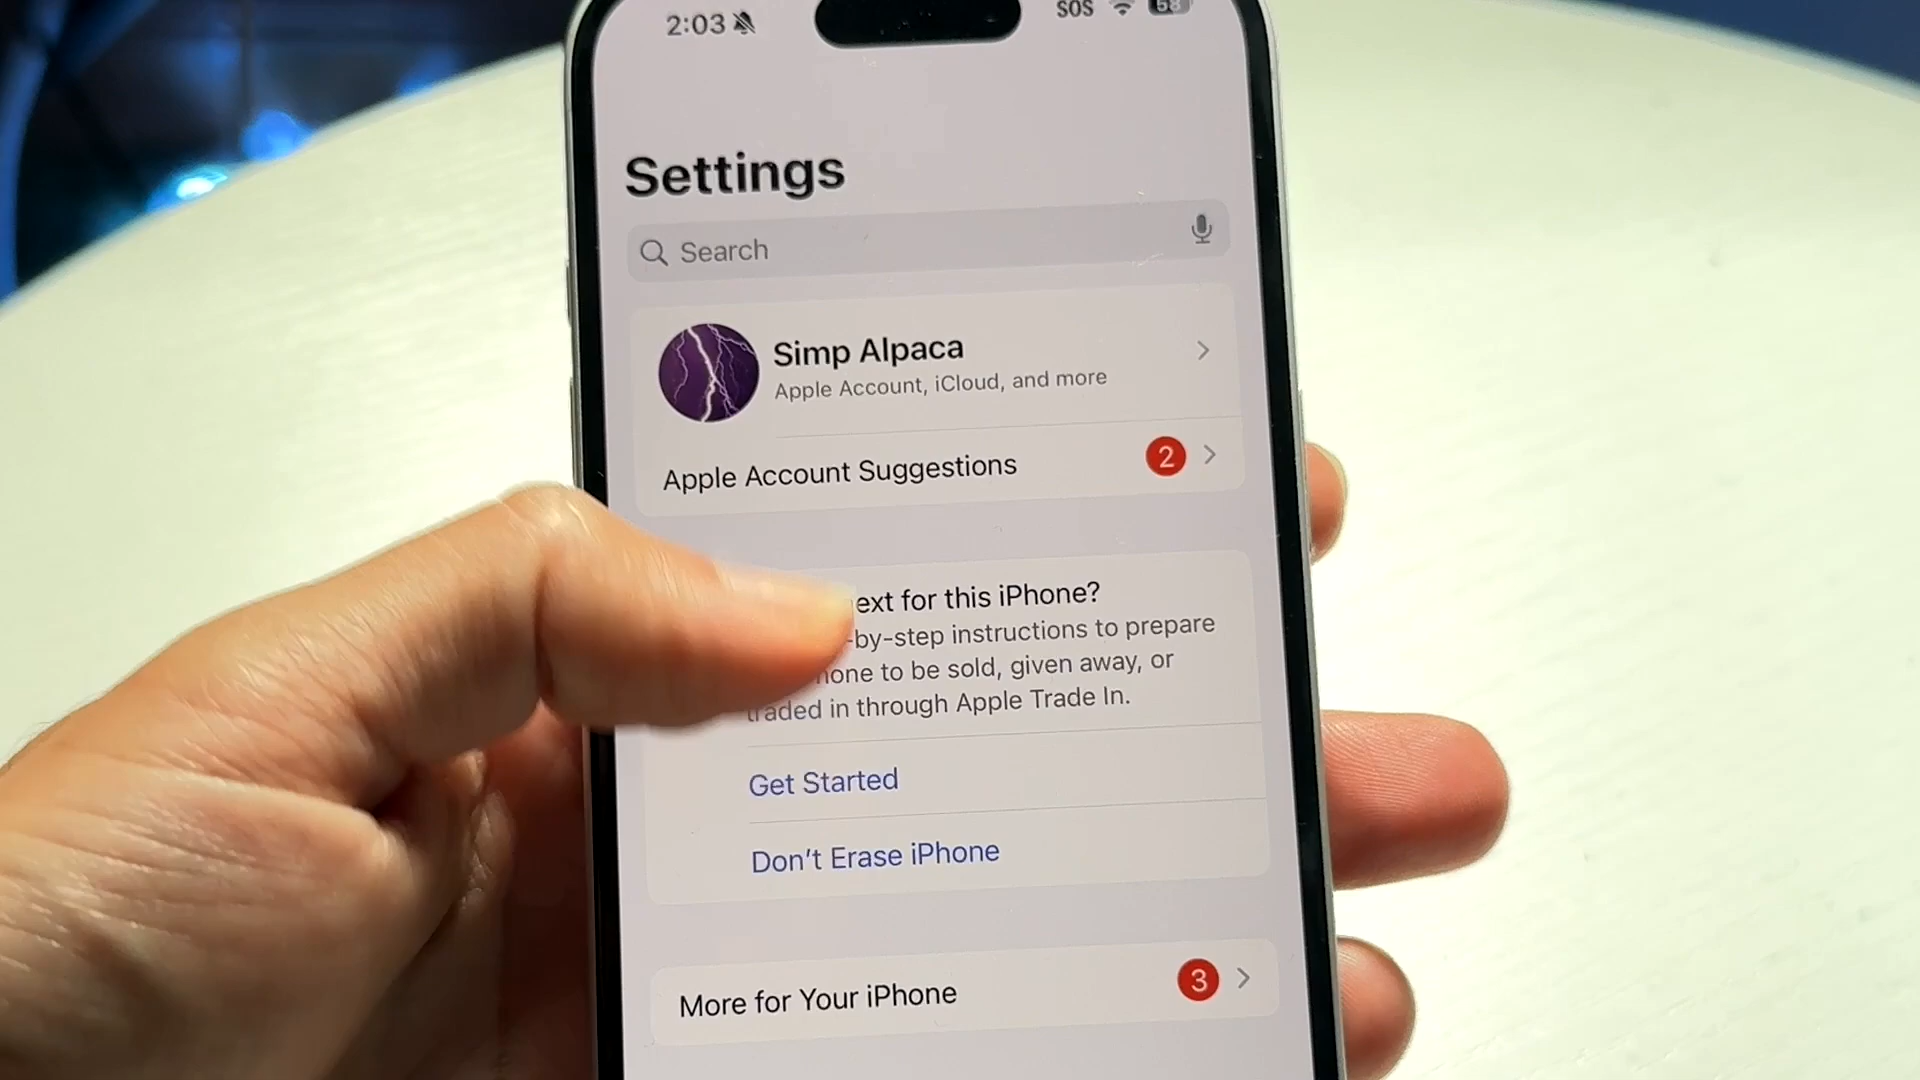 2:03 SOS 58
Settings
Search
Simp Alpaca
Apple Account, iCloud, and more
Apple Account Suggestions 2
ext for this iPhone?
-by-step instructions to prepare
to be sold, given away, or
traded in through Apple Trade In.
Get Started
Don't Erase iPhone
More for Your iPhone 3